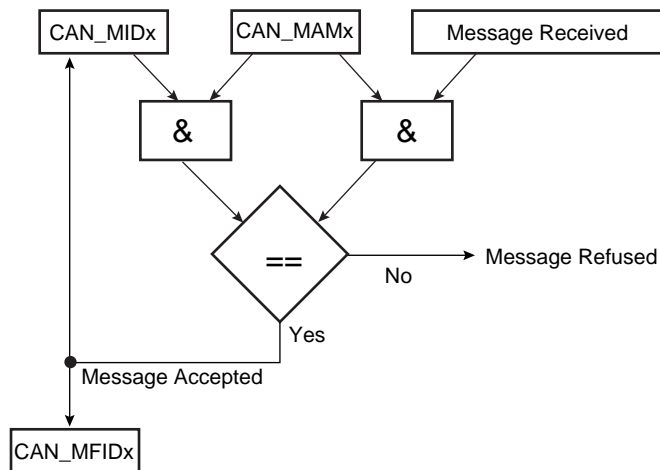 CAN_MIDx
CAN_MAMx
Message Received
&
&
==
No
Message Refused
Yes
Message Accepted
CAN_MFIDx